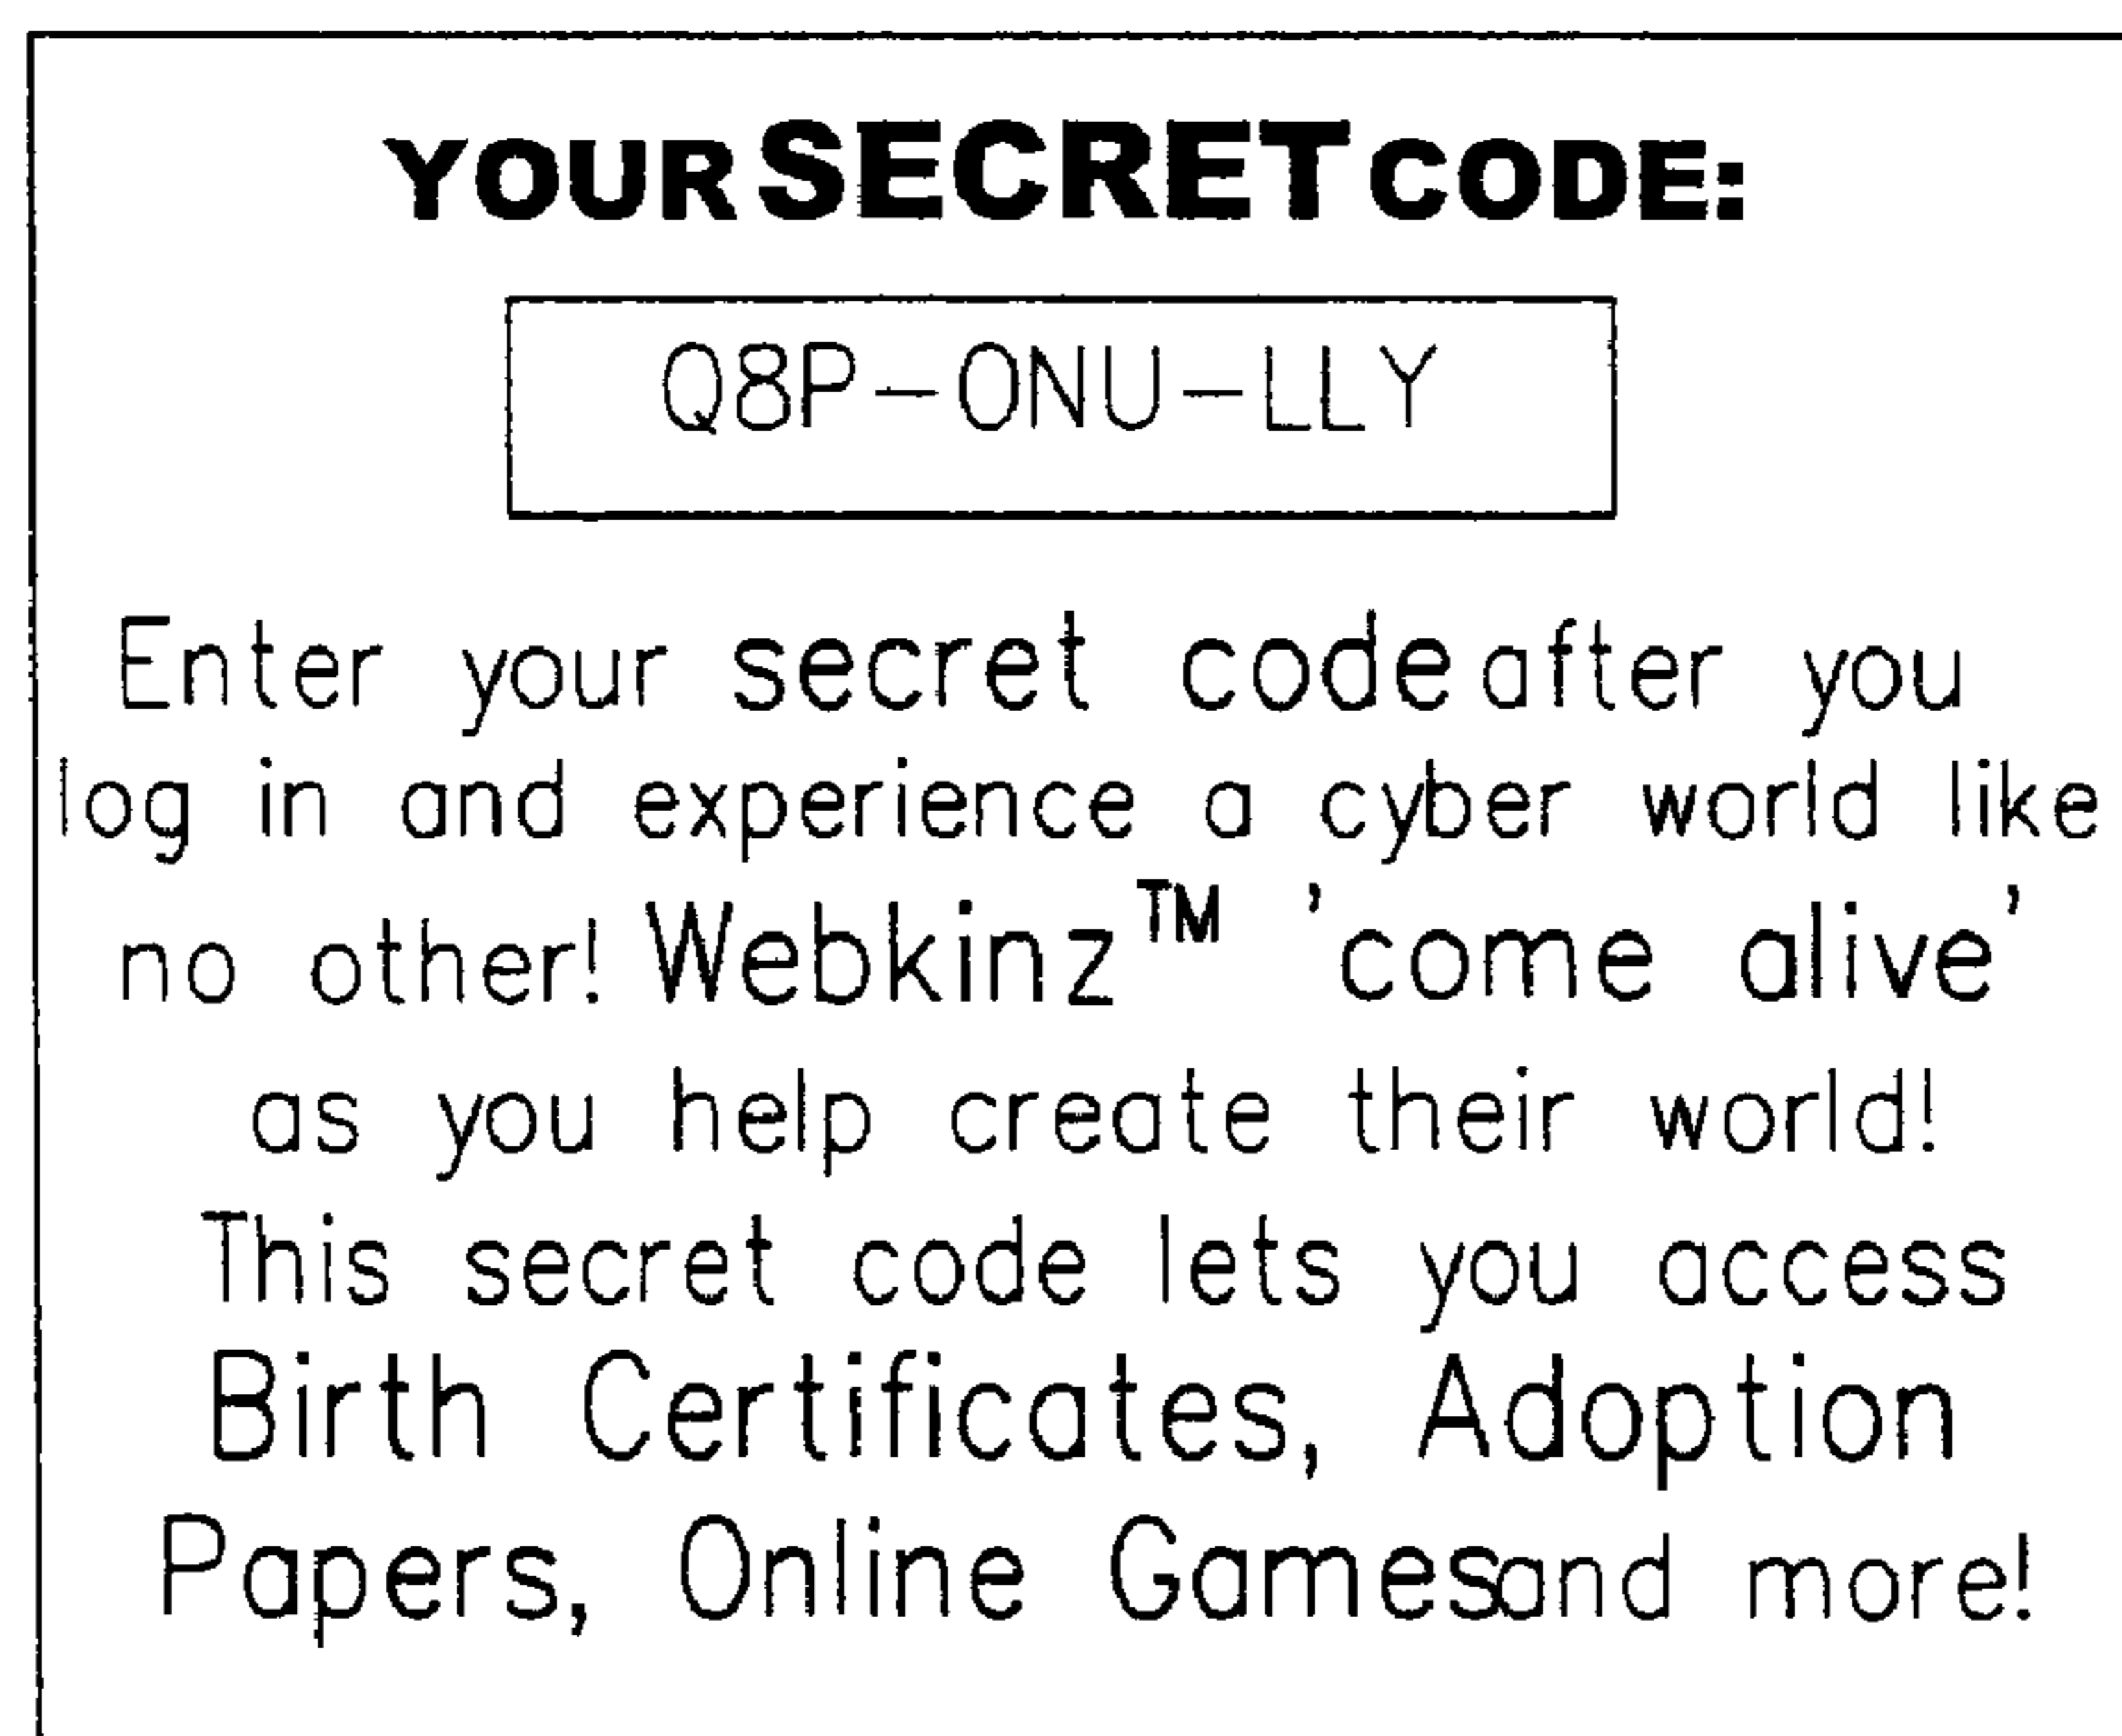 YOUR SECRET CODE:
Q8P-0NU-LLY
Enter your secret code after you
log in and experience a cyber world like
no other! Webkinz™ 'come alive'
as you help create their world!
This secret code lets you access
Birth Certificates, Adoption
Papers, Online Games and more!